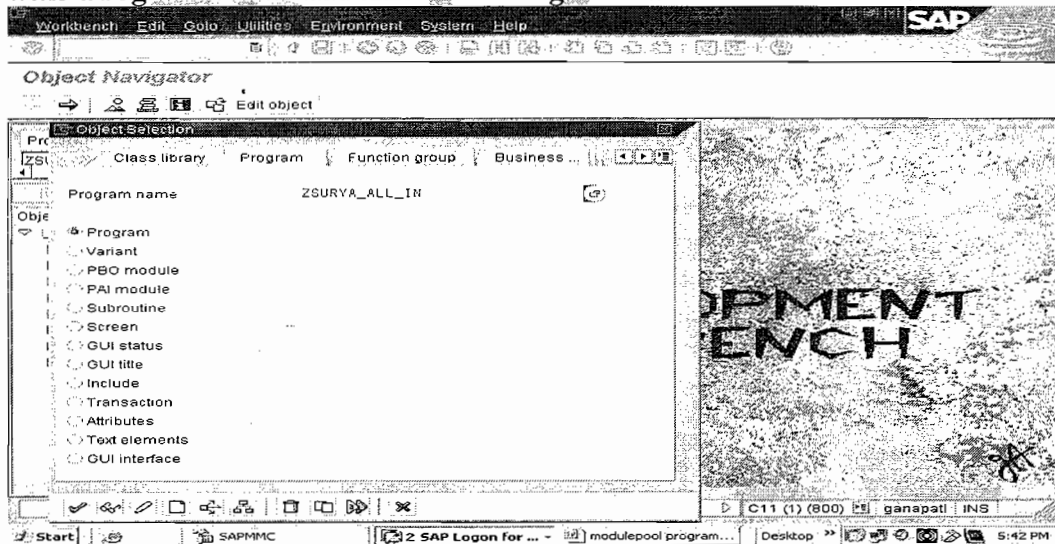 Workbench Edit Goto Utilities Environment System Help
SAP
Object Navigator
Edit object
Object Selection
Class library Program Function group Business ...
Program name ZSURYA_ALL_IN
Obje
Program
Variant
PBO module
PAI module
Subroutine
Screen
GUI status
GUI title
Include
Transaction
Attributes
Text elements
GUI interface
OPMENT
ENCH
C11 (1) (800) ganapati INS
Start SAPMMC 2 SAP Logon for ... modulepool program... Desktop » 5:42 PM